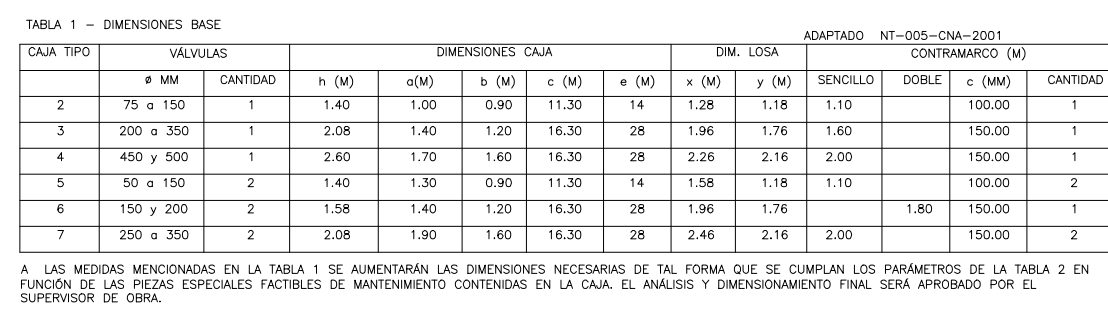 TABLA 1 – DIMENSIONES BASE
ADAPTADO NT–005–CNA–2001
CAJA TIPO VÁLVULAS DIMENSIONES CAJA DIM. LOSA CONTRAMARCO (M)
ø MM CANTIDAD h (M) a(M) b (M) c (M) e (M) x (M) y (M) SENCILLO DOBLE c (MM) CANTIDAD
2 75 a 150 1 1.40 1.00 0.90 11.30 14 1.28 1.18 1.10 100.00 1
3 200 a 350 1 2.08 1.40 1.20 16.30 28 1.96 1.76 1.60 150.00 1
4 450 y 500 1 2.60 1.70 1.60 16.30 28 2.26 2.16 2.00 150.00 1
5 50 a 150 2 1.40 1.30 0.90 11.30 14 1.58 1.18 1.10 100.00 2
6 150 y 200 2 1.58 1.40 1.20 16.30 28 1.96 1.76 1.80 150.00 1
7 250 a 350 2 2.08 1.90 1.60 16.30 28 2.46 2.16 2.00 150.00 2
A LAS MEDIDAS MENCIONADAS EN LA TABLA 1 SE AUMENTARÁN LAS DIMENSIONES NECESARIAS DE TAL FORMA QUE SE CUMPLAN LOS PARÁMETROS DE LA TABLA 2 EN
FUNCIÓN DE LAS PIEZAS ESPECIALES FACTIBLES DE MANTENIMIENTO CONTENIDAS EN LA CAJA. EL ANÁLISIS Y DIMENSIONAMIENTO FINAL SERÁ APROBADO POR EL
SUPERVISOR DE OBRA.